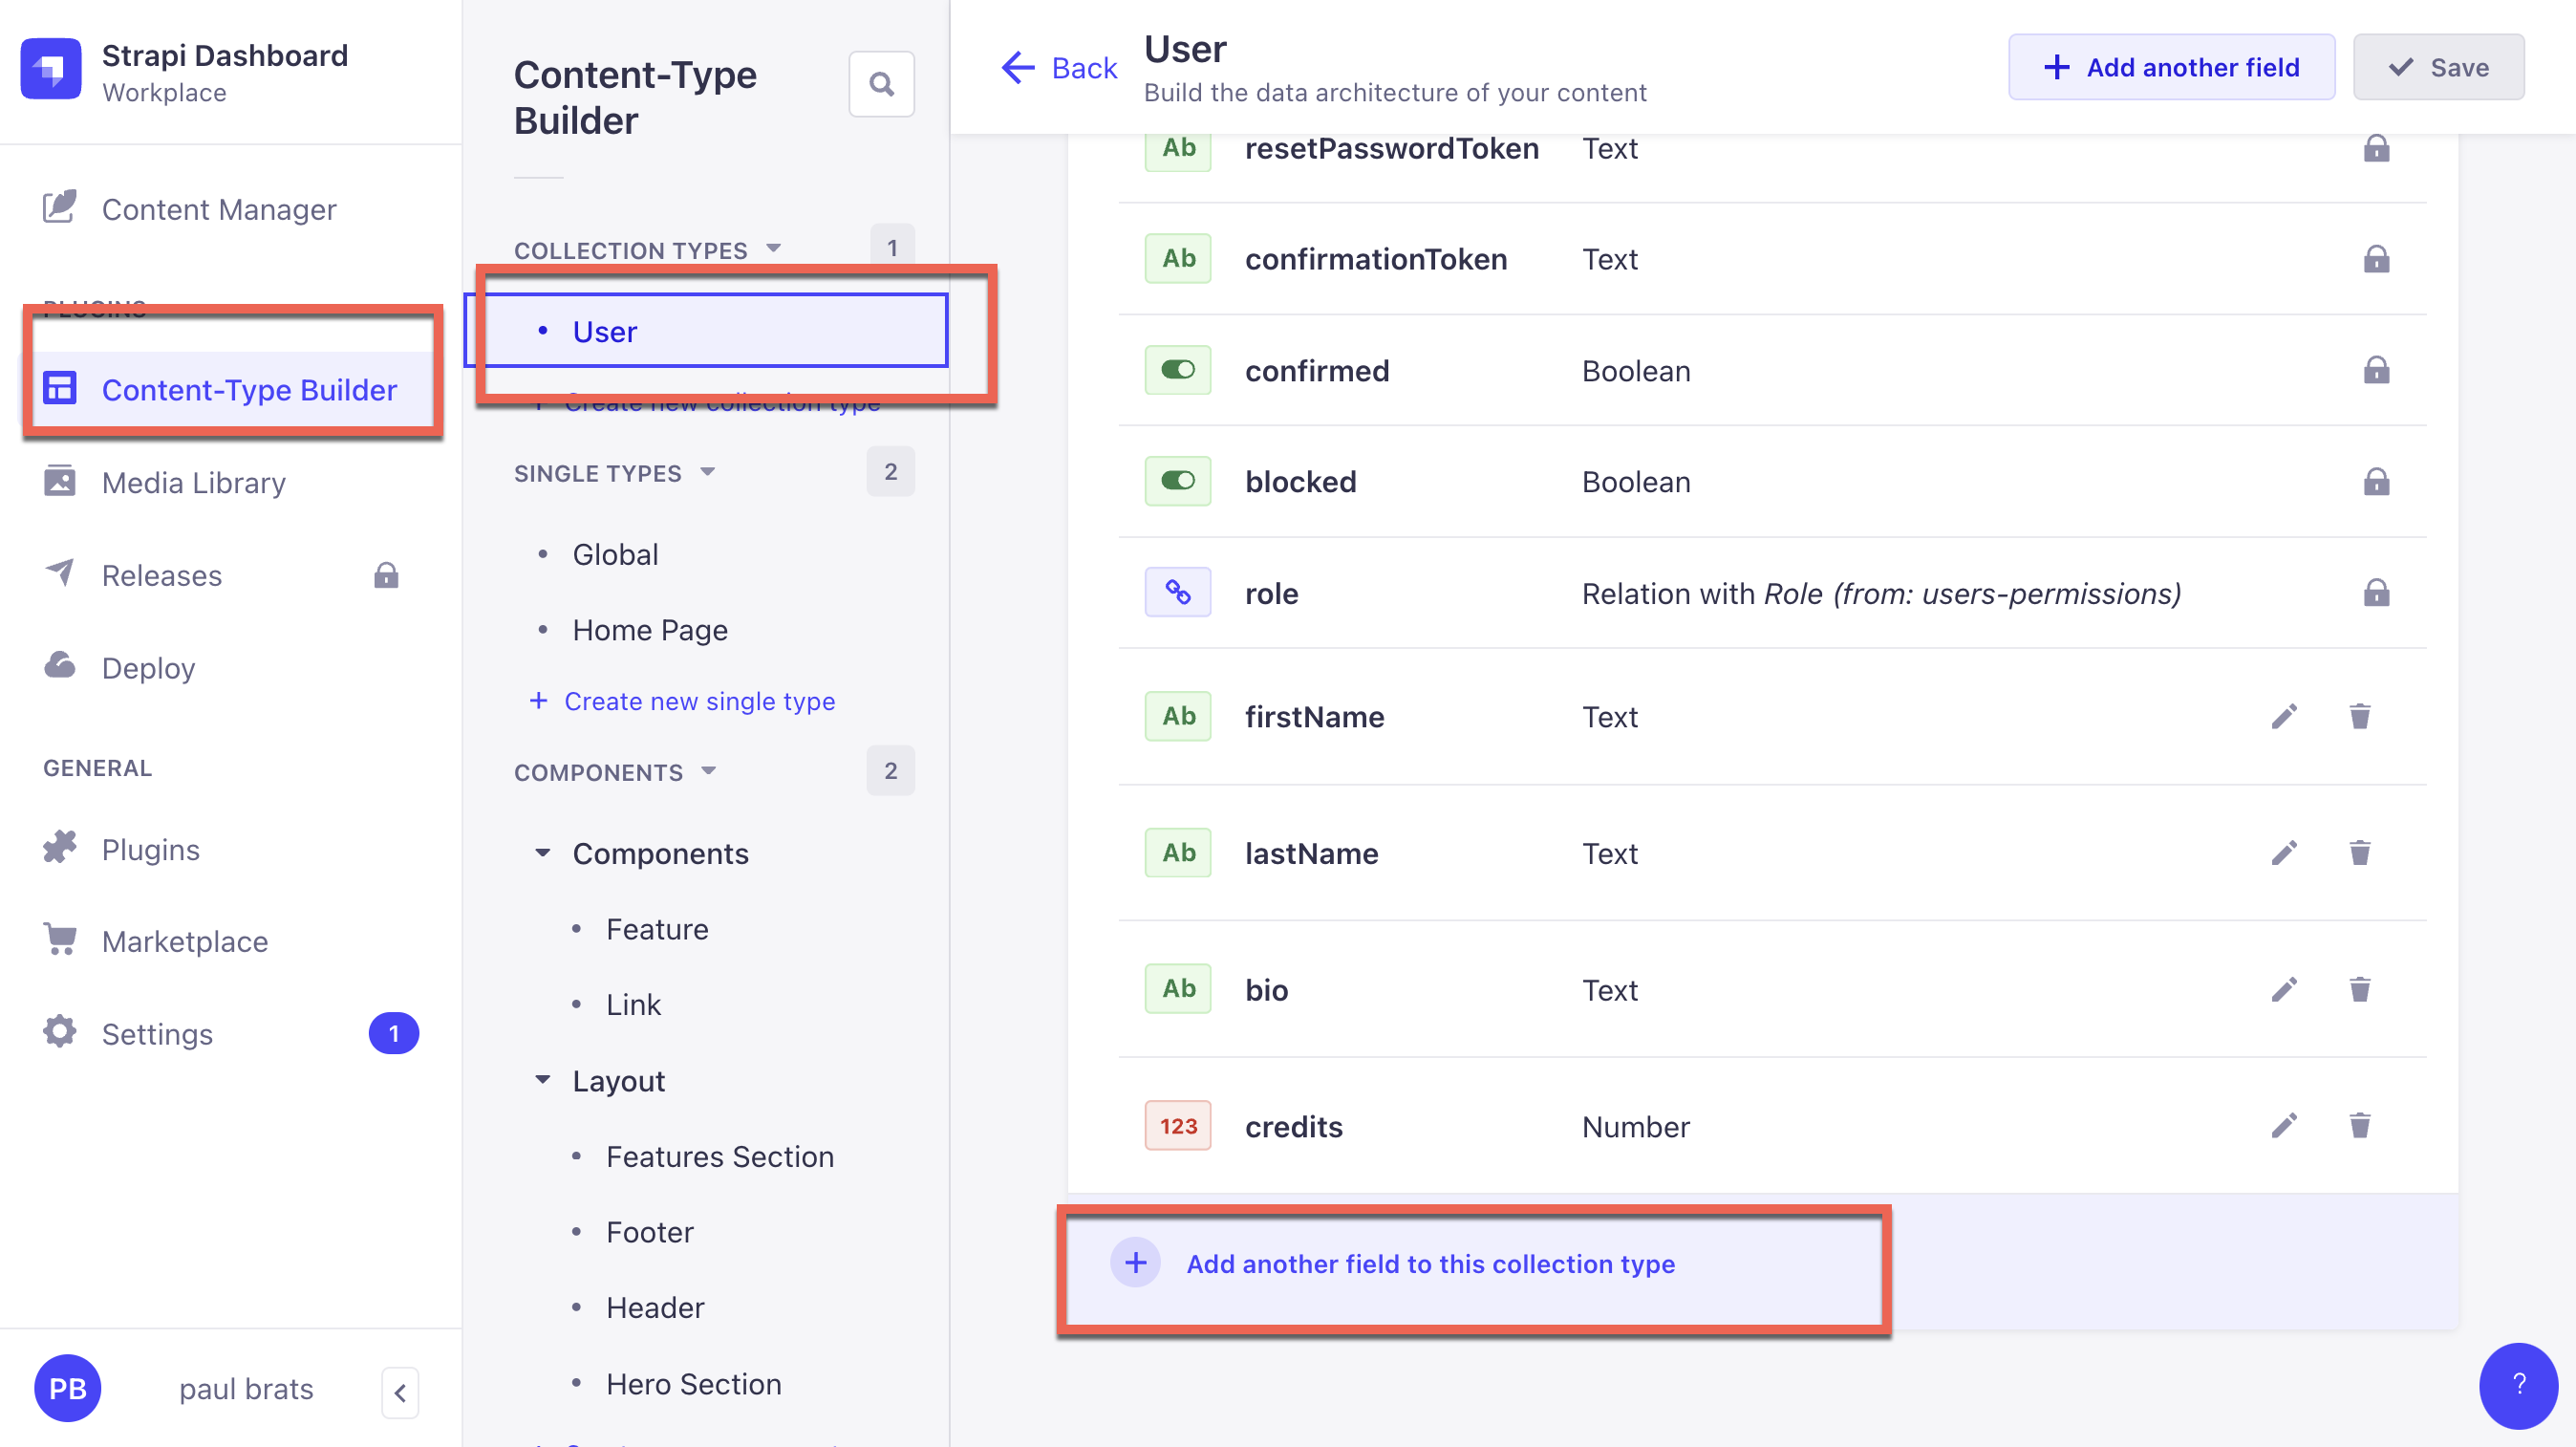 Strapi Dashboard
Workplace
Content Manager
PLUGINS
Content-Type Builder
Media Library
Releases
Deploy
GENERAL
Plugins
Marketplace
Settings
1
PB
paul brats
Content-Type
Builder
COLLECTION TYPES
1
User
+ Create new collection type
SINGLE TYPES
2
Global
Home Page
+ Create new single type
COMPONENTS
2
Components
Feature
Link
Layout
Features Section
Footer
Header
Hero Section
Back
User
Build the data architecture of your content
Add another field
Save
Ab resetPasswordToken Text
Ab confirmationToken Text
confirmed Boolean
blocked Boolean
role Relation with Role (from: users-permissions)
Ab firstName Text
Ab lastName Text
Ab bio Text
123 credits Number
Add another field to this collection type
?